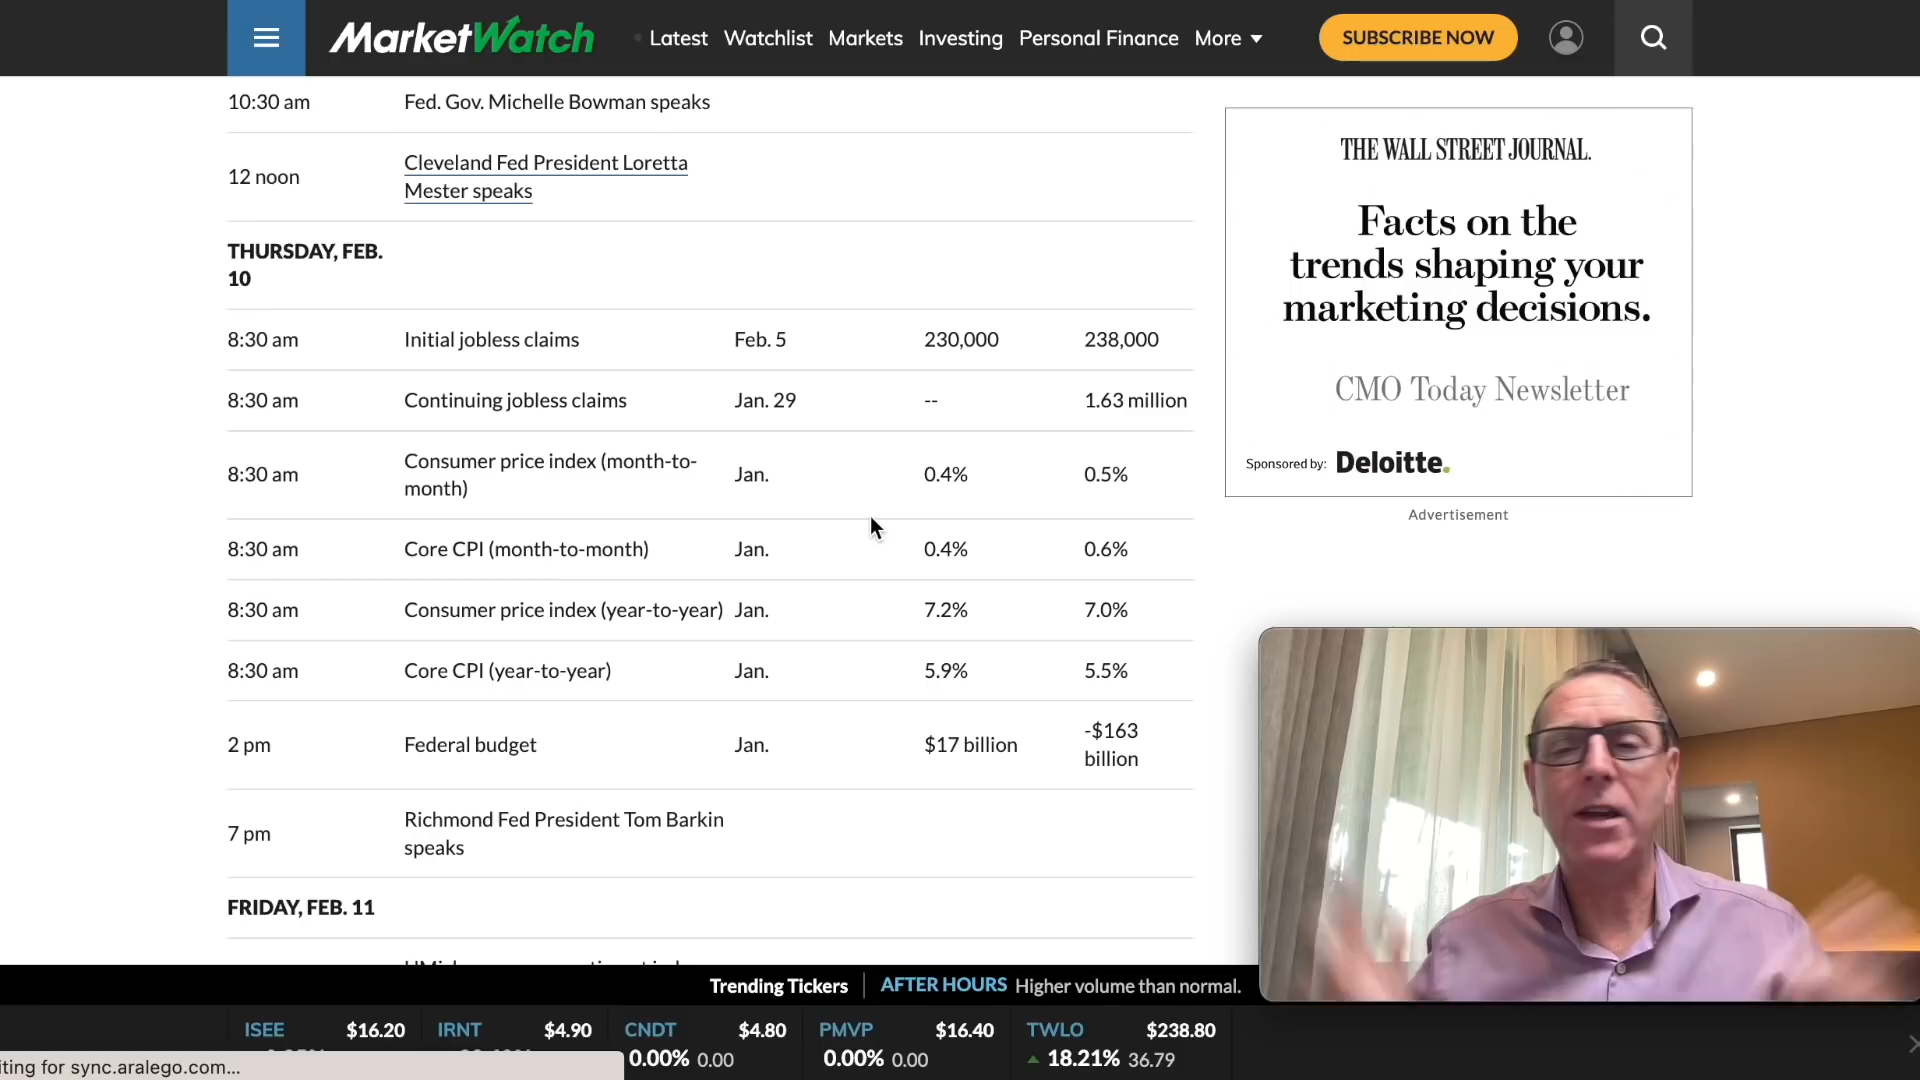 MarketWatch
Latest Watchlist Markets Investing Personal Finance More
SUBSCRIBE NOW
10:30 am Fed. Gov. Michelle Bowman speaks
12 noon Cleveland Fed President Loretta
Mester speaks
THURSDAY, FEB.
10
8:30 am Initial jobless claims Feb. 5 230,000 238,000
8:30 am Continuing jobless claims Jan. 29 -- 1.63 million
8:30 am Consumer price index (month-to-
month) Jan. 0.4% 0.5%
8:30 am Core CPI (month-to-month) Jan. 0.4% 0.6%
8:30 am Consumer price index (year-to-year) Jan. 7.2% 7.0%
8:30 am Core CPI (year-to-year) Jan. 5.9% 5.5%
2 pm Federal budget Jan. $17 billion -$163
billion
7 pm Richmond Fed President Tom Barkin
speaks
FRIDAY, FEB. 11
THE WALL STREET JOURNAL.
Facts on the
trends shaping your
marketing decisions.
CMO Today Newsletter
Sponsored by: Deloitte.
Advertisement
Trending Tickers AFTER HOURS Higher volume than normal.
ISEE $16.20 IRNT $4.90 CNDT $4.80 PMVP $16.40 TWLO $238.80
0.00% 0.00 0.00% 0.00 18.21% 36.79
iting for sync.aralego.com...